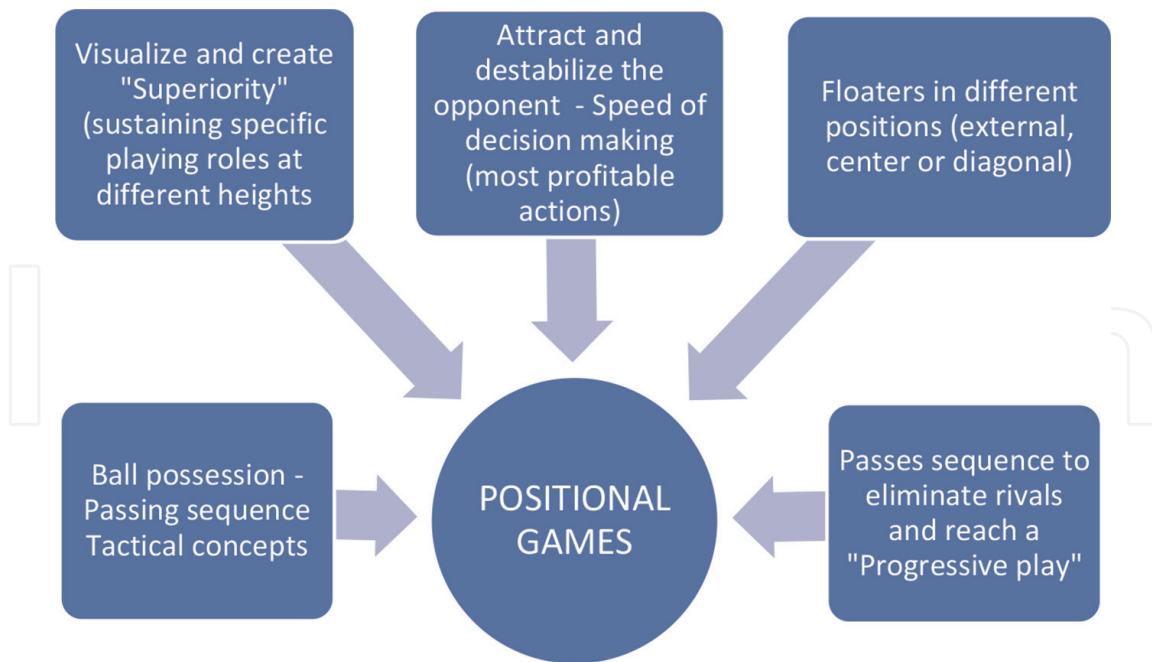 Visualize and create
"Superiority"
(sustaining specific
playing roles at
different heights
Attract and
destabilize the
opponent - Speed of
decision making
(most profitable
actions)
Floaters in different
positions (external,
center or diagonal)
Ball possession -
Passing sequence
Tactical concepts
POSITIONAL
GAMES
Passes sequence to
eliminate rivals
and reach a
"Progressive play"